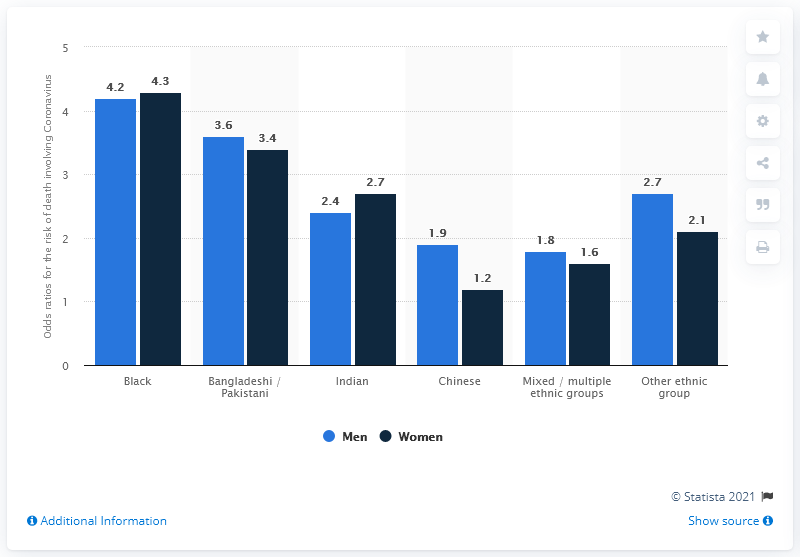 Odds ratios for the risk of death involving Coronavirus
5
4
3
2
1
0
4.2
4.3
3.6
3.4
2.4
2.7
1.9
1.2
1.8
1.6
2.7
2.1
Black
Bangladeshi /
Pakistani
Indian
Chinese
Mixed / multiple
ethnic groups
Other ethnic
group
Men Women
© Statista 2021
Additional Information
Show source